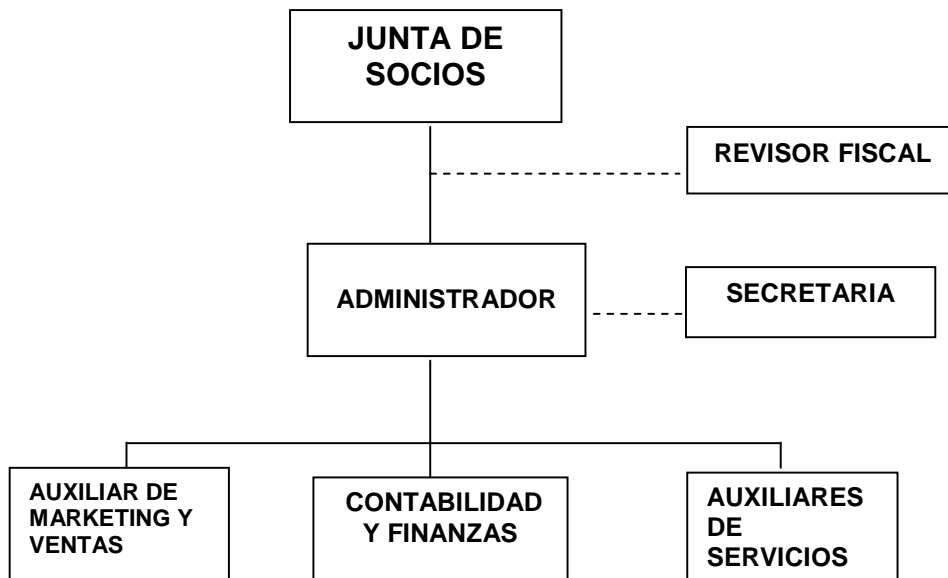 JUNTA DE
SOCIOS
REVISOR FISCAL
ADMINISTRADOR
SECRETARIA
AUXILIAR DE
MARKETING Y
VENTAS
CONTABILIDAD
Y FINANZAS
AUXILIARES
DE
SERVICIOS